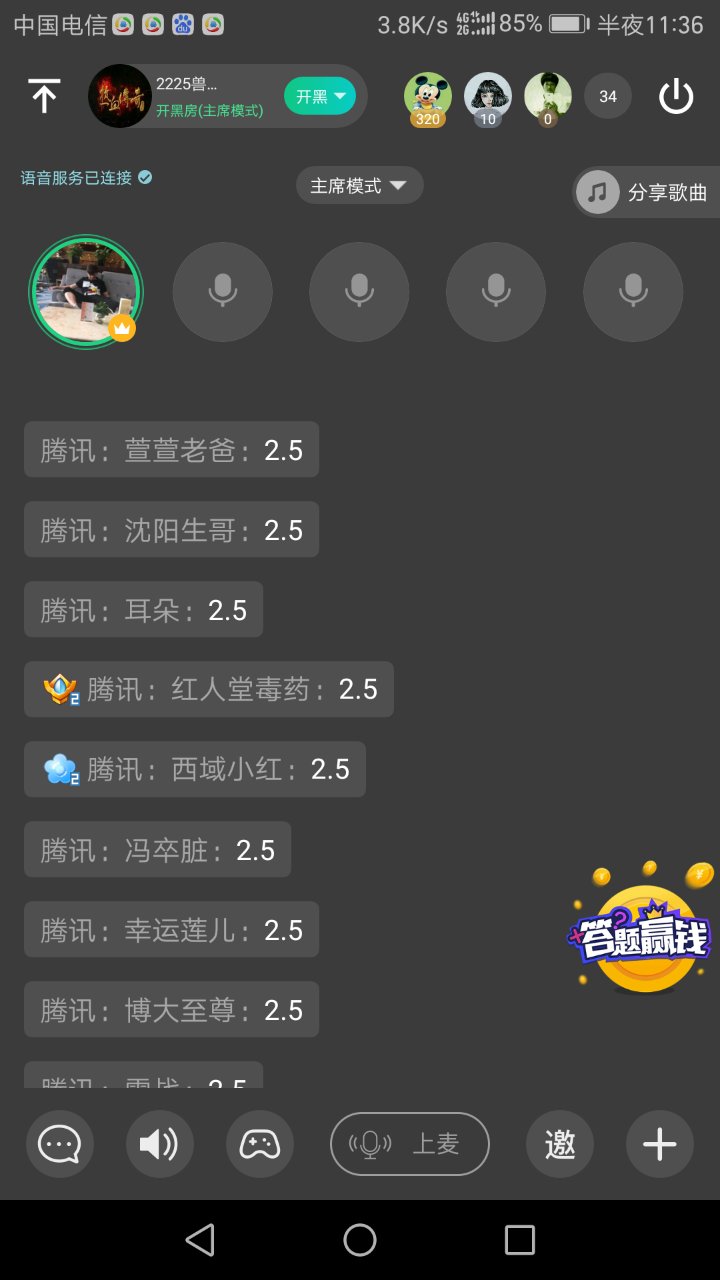 中国电信 3.8K/s 4G 2G 85% 半夜11:36
2225兽...
开黑房(主席模式)
开黑
320 10 0 34
语音服务已连接
主席模式
分享歌曲
腾讯：萱萱老爸：2.5
腾讯：沈阳生哥：2.5
腾讯：耳朵：2.5
2 腾讯：红人堂毒药：2.5
2 腾讯：西域小红：2.5
腾讯：冯卒脏：2.5
腾讯：幸运莲儿：2.5
答题赢钱
腾讯：博大至尊：2.5
上麦 邀